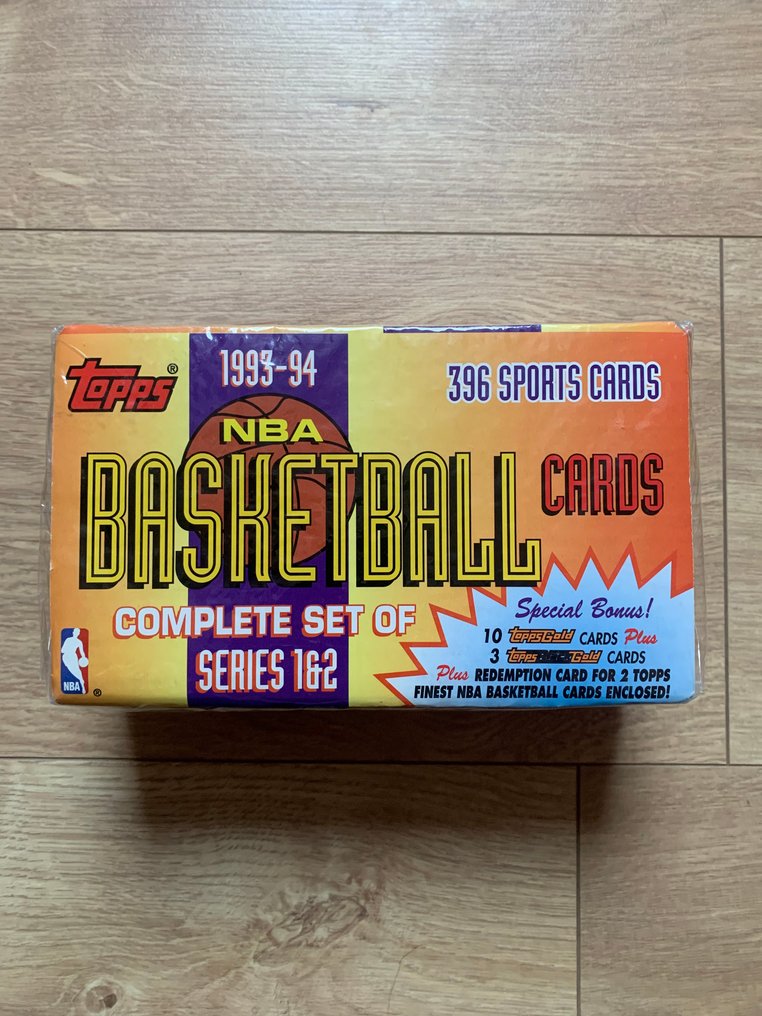 TOPPS®
1993-94
396 SPORTS CARDS
NBA
BASKETBALL
CARDS
COMPLETE SET OF
SERIES 1&2
Special Bonus!
10 ToppsGold CARDS Plus
3 Topps Gold CARDS
Plus REDEMPTION CARD FOR 2 TOPPS
FINEST NBA BASKETBALL CARDS ENCLOSED!
NBA ®